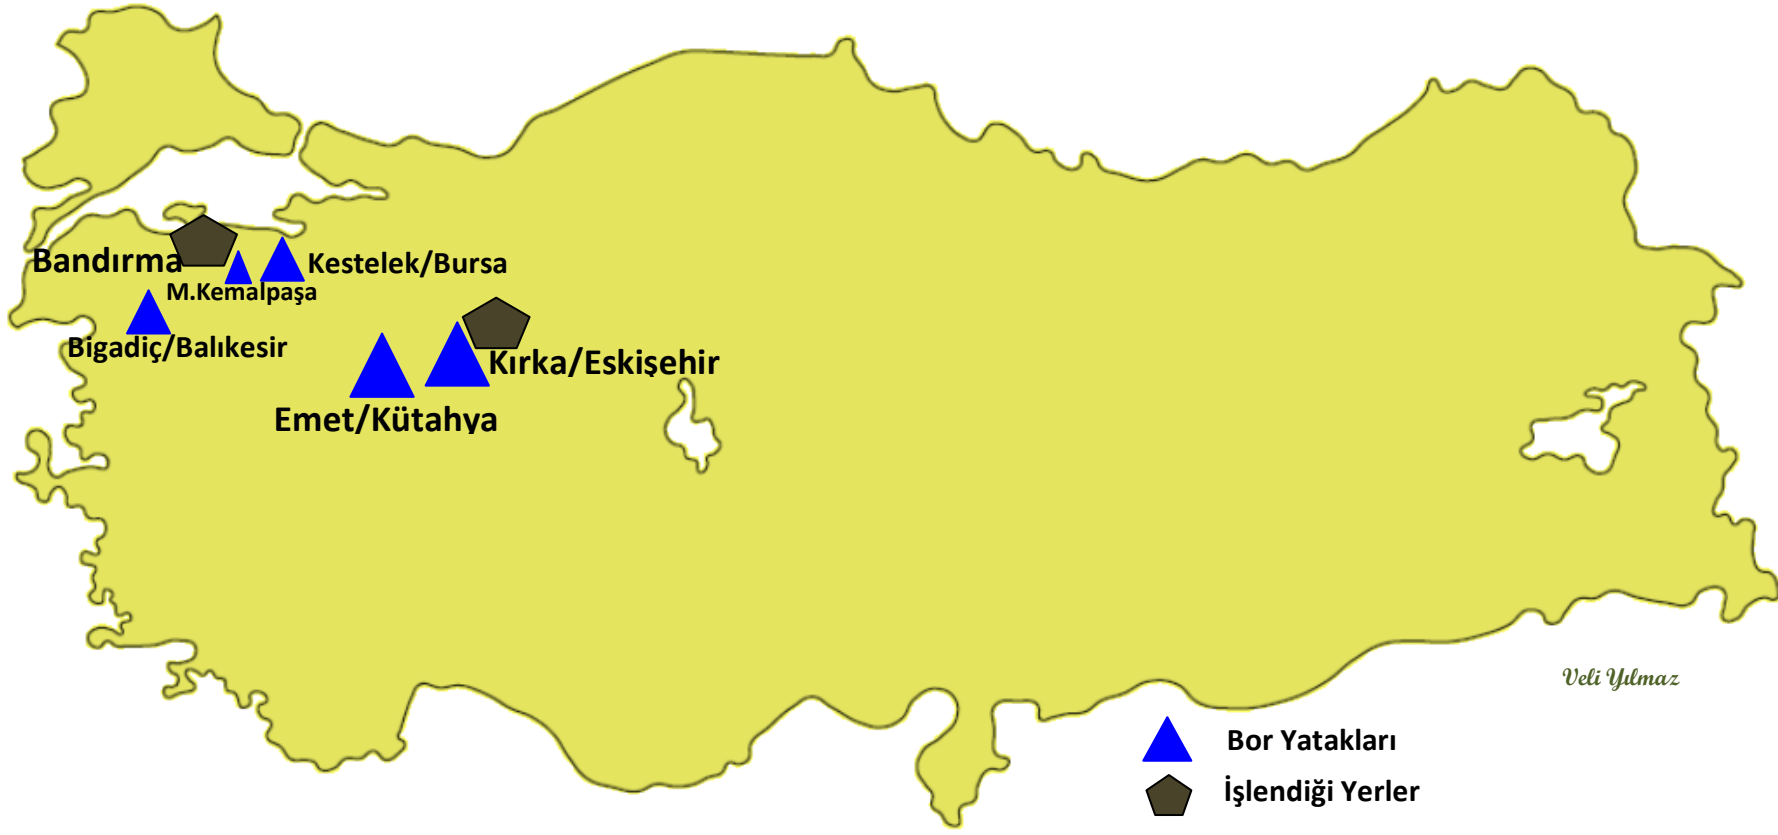 Bandırma
Kestelek/Bursa
M.Kemalpaşa
Bigadiç/Balıkesir
Kırka/Eskişehir
Emet/Kütahya
Veli Yılmaz
Bor Yatakları
İşlendiği Yerler